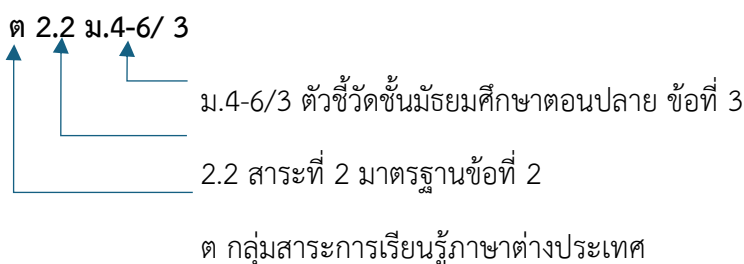 ต 2.2 ม.4-6/ 3
ม.4-6/3 ตัวชี้วัดชั้นมัธยมศึกษาตอนปลาย ข้อที่ 3
2.2 สาระที่ 2 มาตรฐานข้อที่ 2
ต กลุ่มสาระการเรียนรู้ภาษาต่างประเทศ